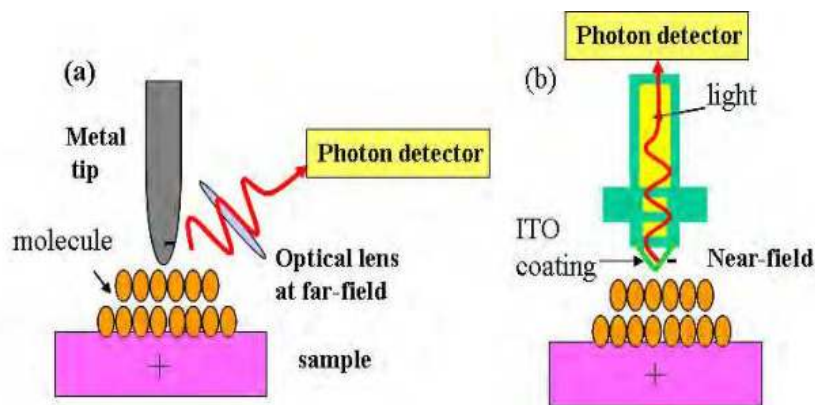 (a)
Metal
tip
-
Photon detector
molecule
Optical lens
at far-field
sample
+
Photon detector
(b)
light
ITO
coating
-
Near-field
+